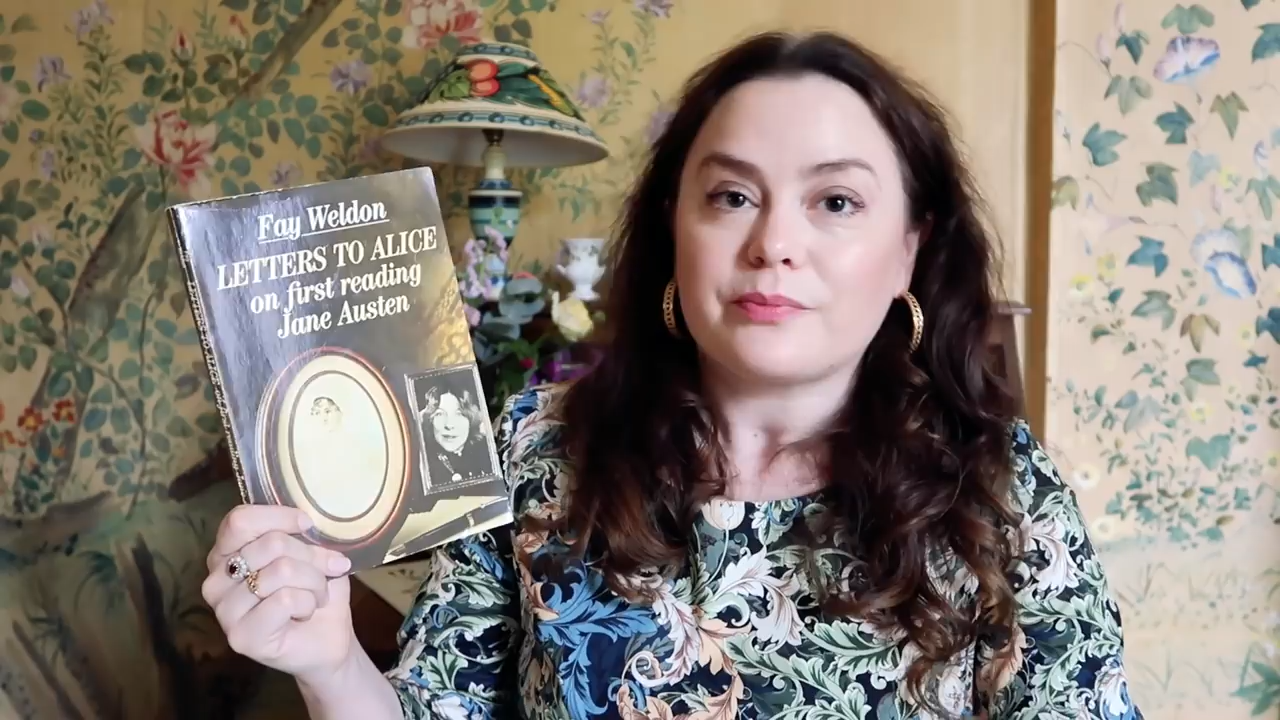 Fay Weldon
LETTERS TO ALICE
on first reading
Jane Austen